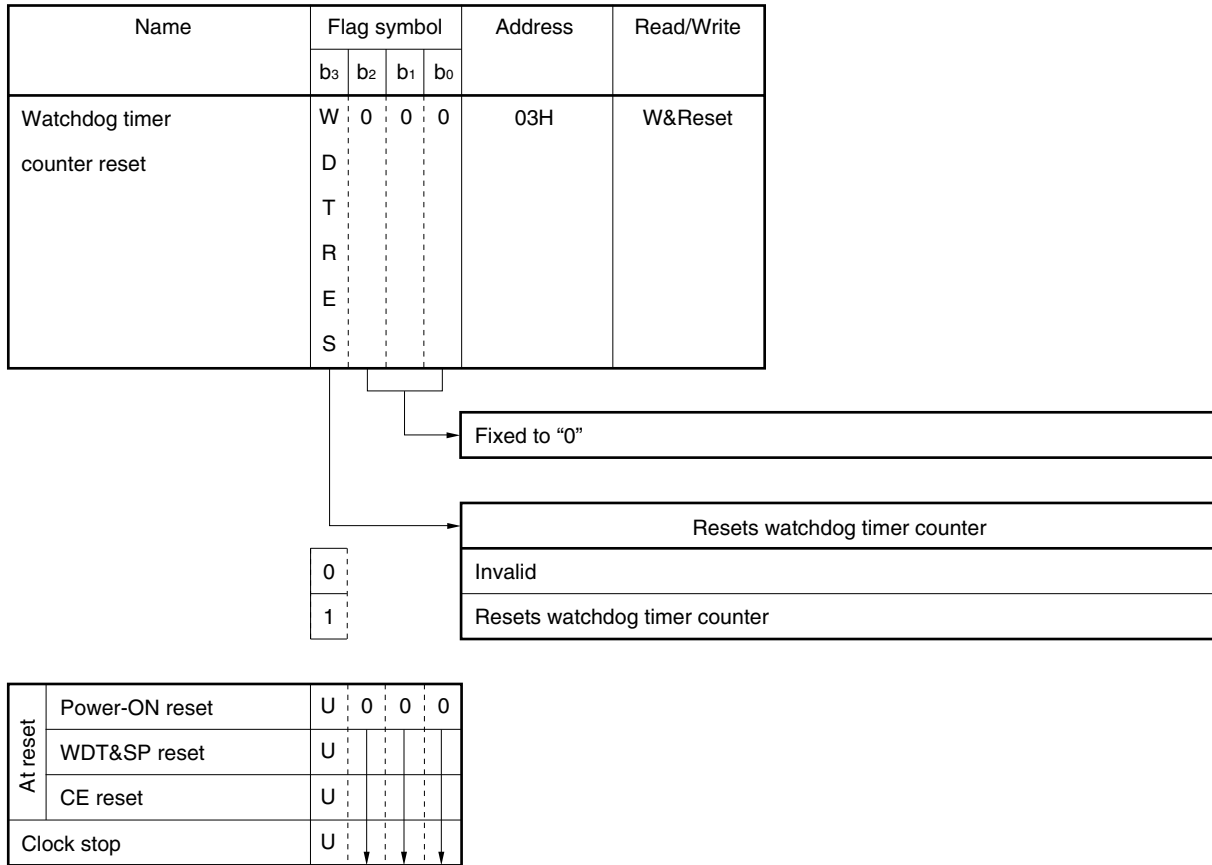 Name Flag symbol Address Read/Write
b3 b2 b1 b0
Watchdog timer W 0 0 0 03H W&Reset
counter reset D
T
R
E
S
Fixed to “0”
Resets watchdog timer counter
0 Invalid
1 Resets watchdog timer counter
At reset
Power-ON reset U 0 0 0
WDT&SP reset U
CE reset U
Clock stop U